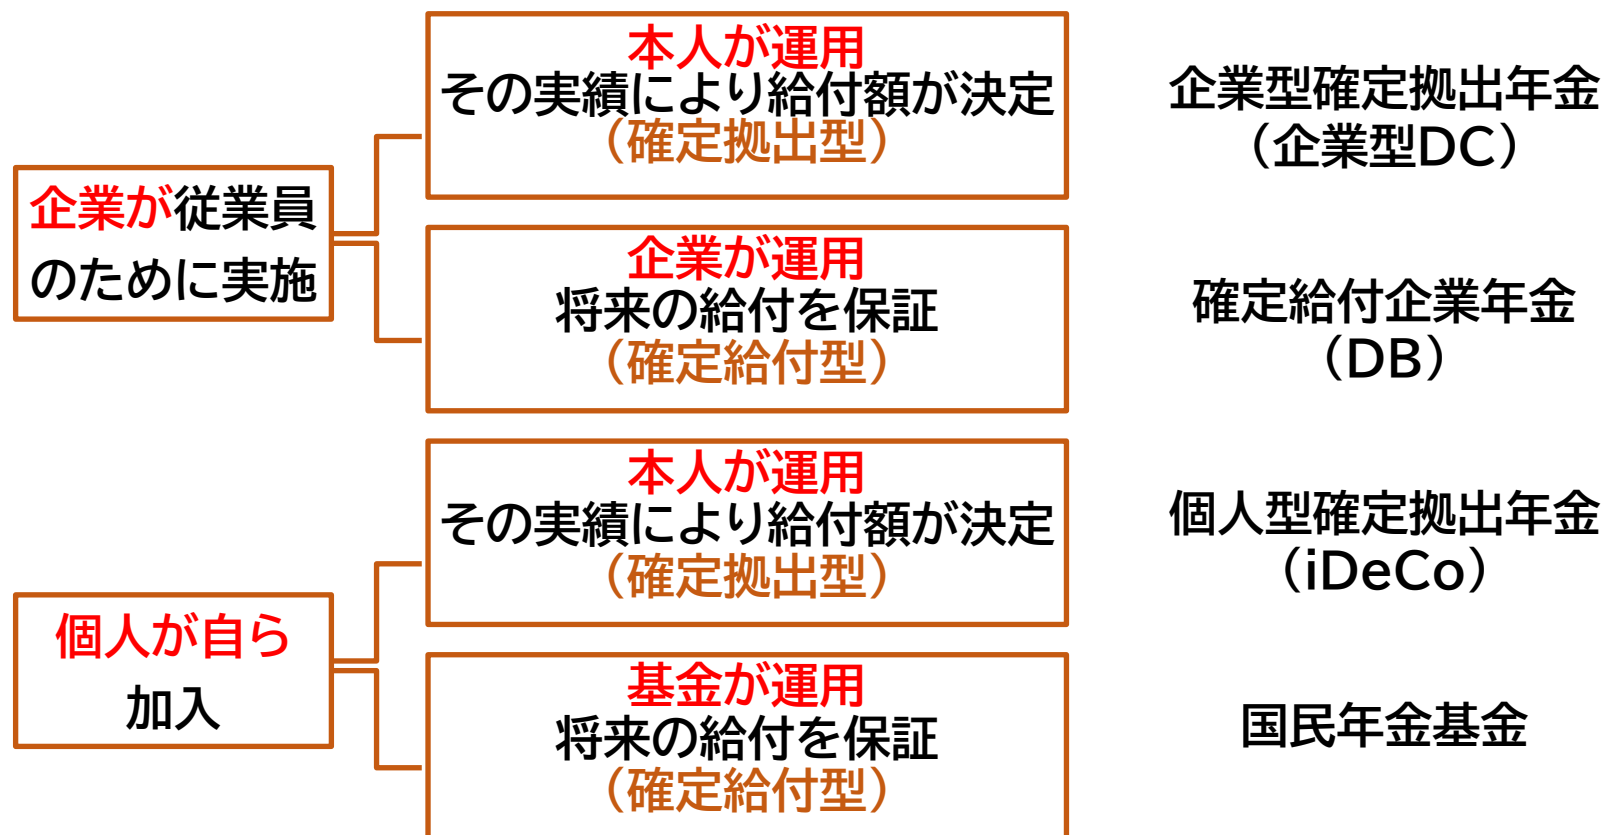 企業が従業員
のために実施
本人が運用
その実績により給付額が決定
（確定拠出型）
企業型確定拠出年金
（企業型DC）
企業が運用
将来の給付を保証
（確定給付型）
確定給付企業年金
（DB）
個人が自ら
加入
本人が運用
その実績により給付額が決定
（確定拠出型）
個人型確定拠出年金
（iDeCo）
基金が運用
将来の給付を保証
（確定給付型）
国民年金基金